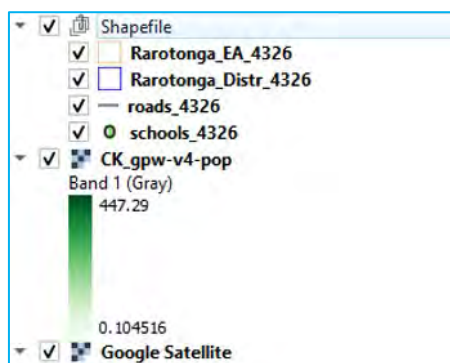 Shapefile
Rarotonga_EA_4326
Rarotonga_Distr_4326
roads_4326
schools_4326
CK_gpw-v4-pop
Band 1 (Gray)
447.29
0.104516
Google Satellite